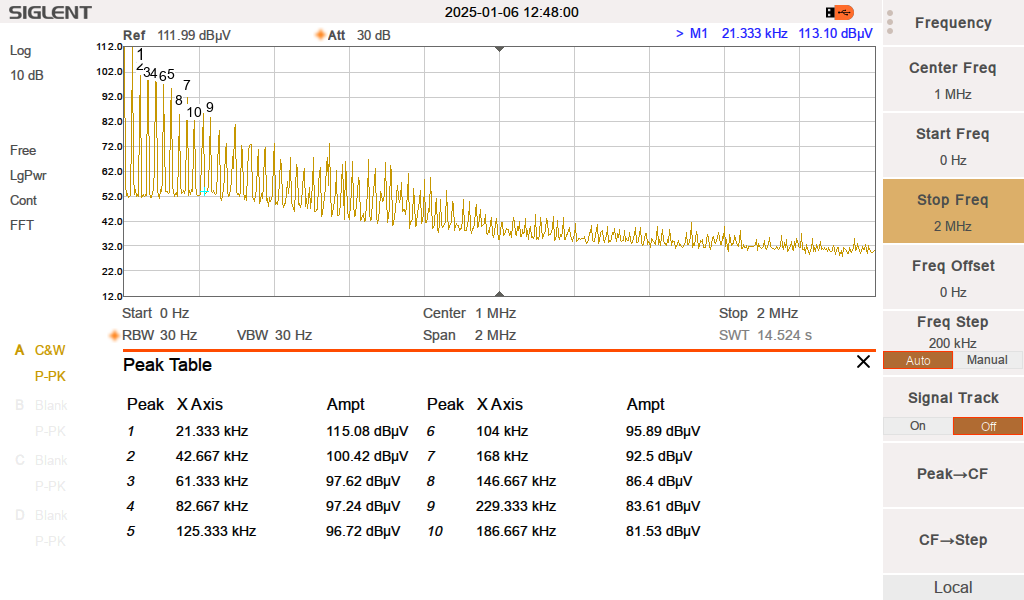 SIGLENT
2025-01-06 12:48:00
Ref 111.99 dBµV
Att 30 dB
> M1 21.333 kHz 113.10 dBµV
Log
10 dB
Free
LgPwr
Cont
FFT
112.0
102.0
92.0
82.0
72.0
62.0
52.0
42.0
32.0
22.0
12.0
1
2
3
4
6
5
7
8
10
9
Start 0 Hz
Center 1 MHz
Stop 2 MHz
RBW 30 Hz
VBW 30 Hz
Span 2 MHz
SWT 14.524 s
A C&W
P-PK
B Blank
P-PK
C Blank
P-PK
D Blank
P-PK
Peak Table
Peak X Axis Ampt Peak X Axis Ampt
1 21.333 kHz 115.08 dBµV 6 104 kHz 95.89 dBµV
2 42.667 kHz 100.42 dBµV 7 168 kHz 92.5 dBµV
3 61.333 kHz 97.62 dBµV 8 146.667 kHz 86.4 dBµV
4 82.667 kHz 97.24 dBµV 9 229.333 kHz 83.61 dBµV
5 125.333 kHz 96.72 dBµV 10 186.667 kHz 81.53 dBµV
Frequency
Center Freq
1 MHz
Start Freq
0 Hz
Stop Freq
2 MHz
Freq Offset
0 Hz
Freq Step
200 kHz
Auto Manual
Signal Track
On Off
Peak→CF
CF→Step
Local